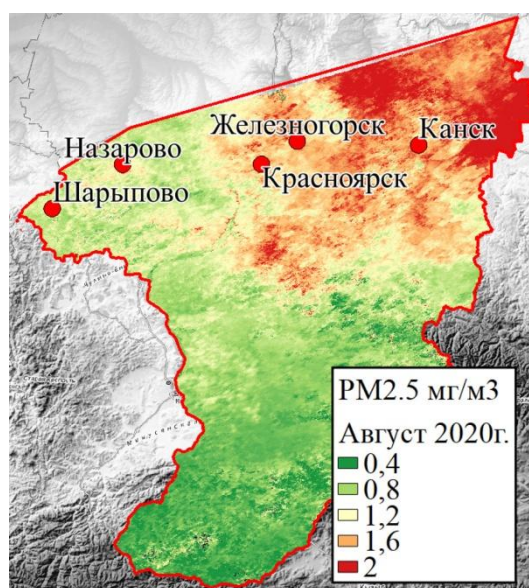 Железногорск
Канск
Назарово
Красноярск
Шарыпово
PM2.5 мг/м3
Август 2020г.
0,4
0,8
1,2
1,6
2